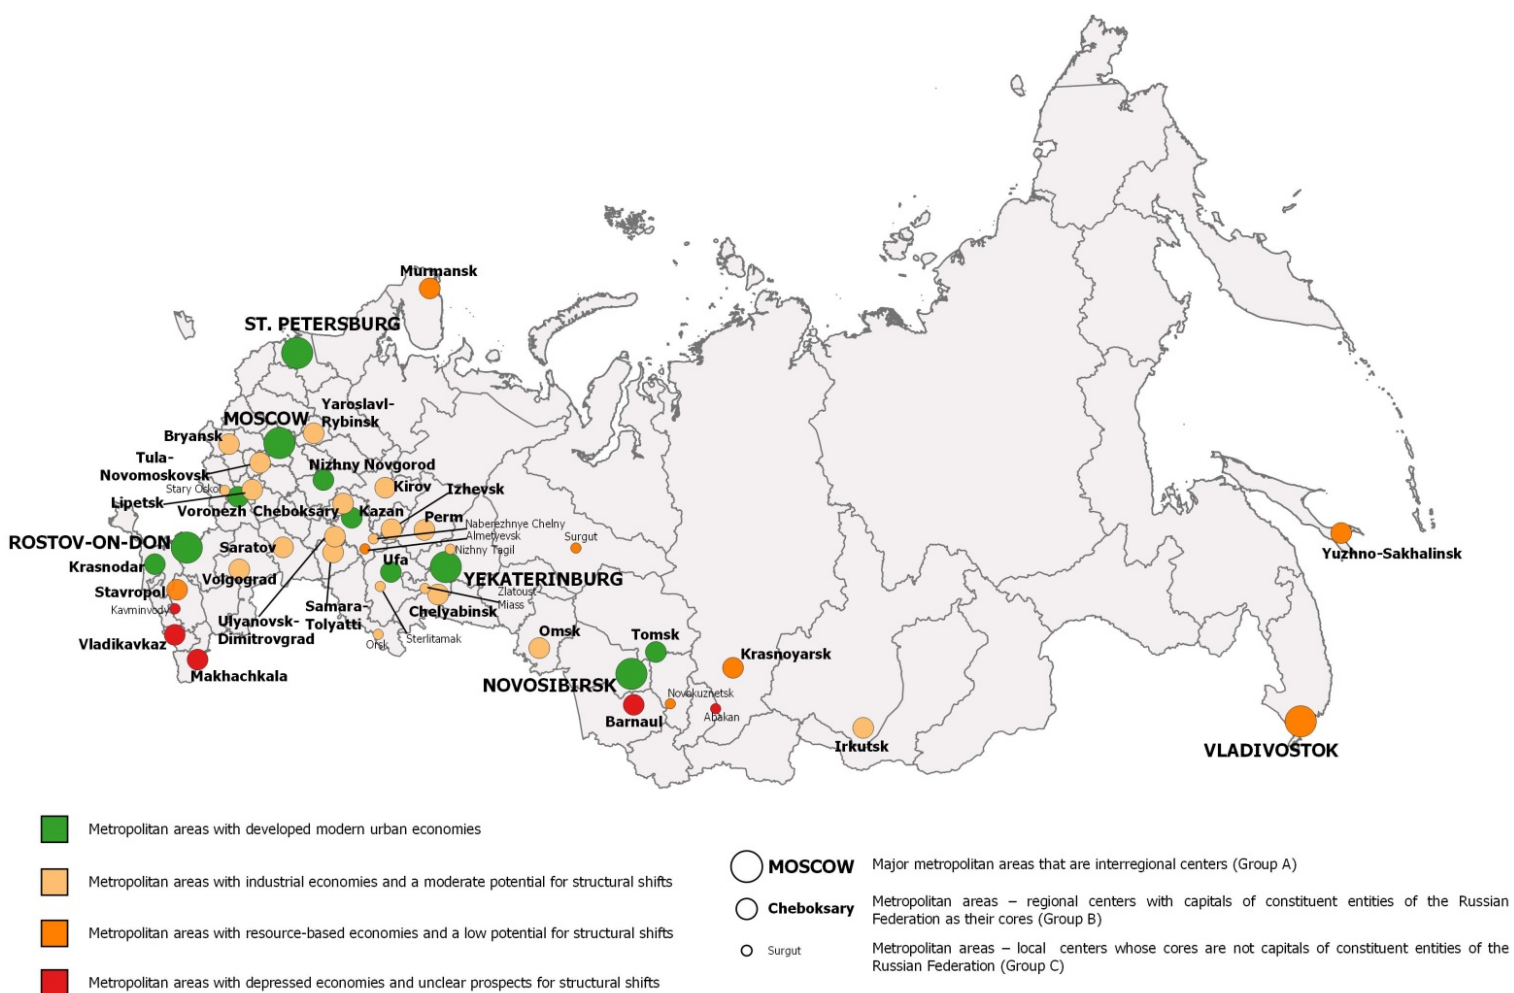 Murmansk
ST. PETERSBURG
Yaroslavl-
Rybinsk
MOSCOW
Bryansk
Tula-
Novomoskovsk
Nizhny Novgorod
Stary Oskol
Kirov
Izhevsk
Lipetsk
Voronezh
Cheboksary
Kazan
Perm
Naberezhnye Chelny
Almetyevsk
Surgut
ROSTOV-ON-DON
Saratov
Nizhny Tagil
Yuzhno-Sakhalinsk
Krasnodar
Ufa
Volgograd
YEKATERINBURG
Stavropol
Zlatoust-
Miass
Kavminvody
Samara-
Tolyatti
Chelyabinsk
Ulyanovsk-
Dimitrovgrad
Vladikavkaz
Orsk
Sterlitamak
Omsk
Tomsk
Makhachkala
Krasnoyarsk
NOVOSIBIRSK
Novokuznetsk
Barnaul
Abakan
Irkutsk
VLADIVOSTOK
Metropolitan areas with developed modern urban economies
Metropolitan areas with industrial economies and a moderate potential for structural shifts
Metropolitan areas with resource-based economies and a low potential for structural shifts
Metropolitan areas with depressed economies and unclear prospects for structural shifts
MOSCOW
Major metropolitan areas that are interregional centers (Group A)
Cheboksary
Metropolitan areas – regional centers with capitals of constituent entities of the Russian
Federation as their cores (Group B)
Surgut
Metropolitan areas – local centers whose cores are not capitals of constituent entities of the
Russian Federation (Group C)